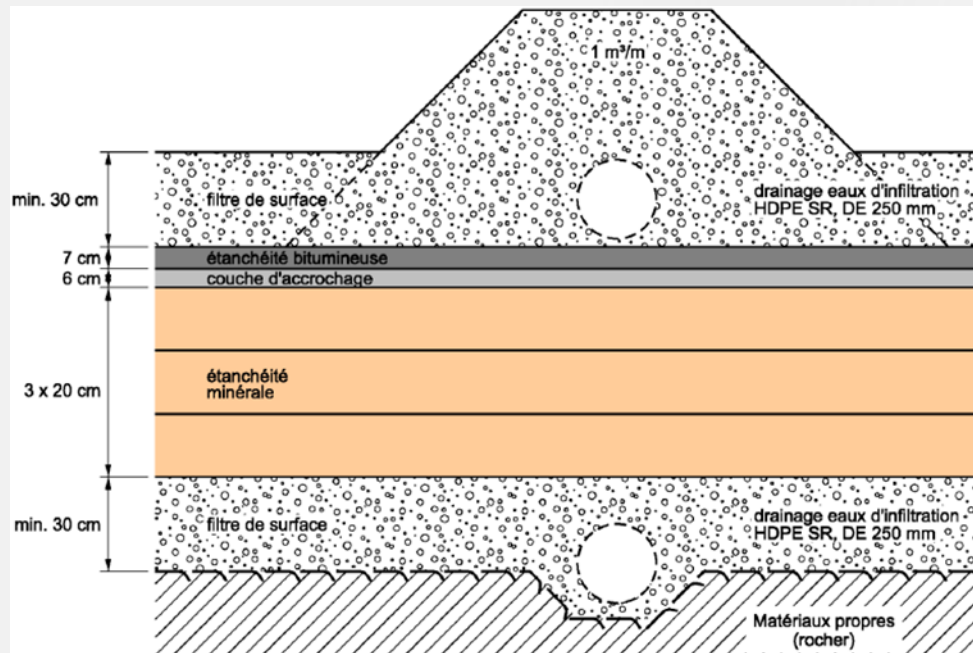 1 m³/m
min. 30 cm
filtre de surface
drainage eaux d'infiltration
HDPE SR, DE 250 mm
7 cm
étanchéité bitumineuse
6 cm
couche d'accrochage
3 x 20 cm
étanchéité
minérale
min. 30 cm
filtre de surface
drainage eaux d'infiltration
HDPE SR, DE 250 mm
Matériaux propres
(rocher)